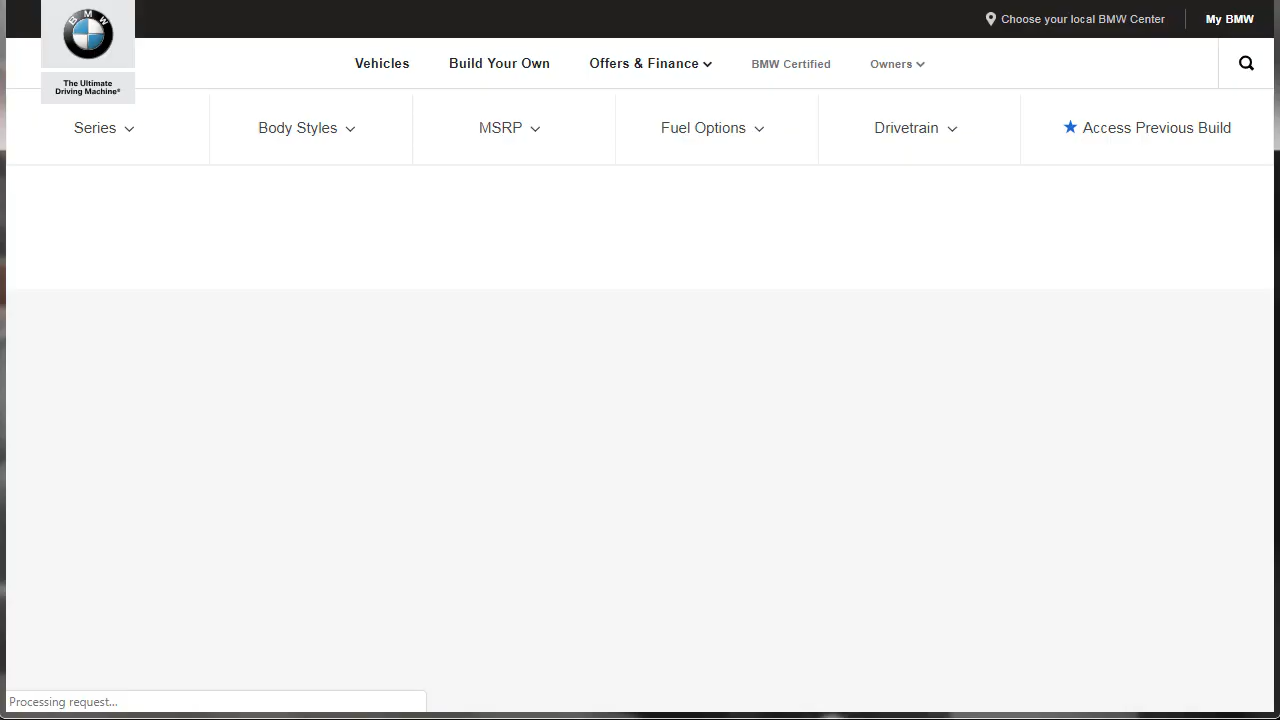 BMW
The Ultimate
Driving Machine®
Choose your local BMW Center
My BMW
Vehicles
Build Your Own
Offers & Finance
BMW Certified
Owners
Series
Body Styles
MSRP
Fuel Options
Drivetrain
Access Previous Build
Processing request...